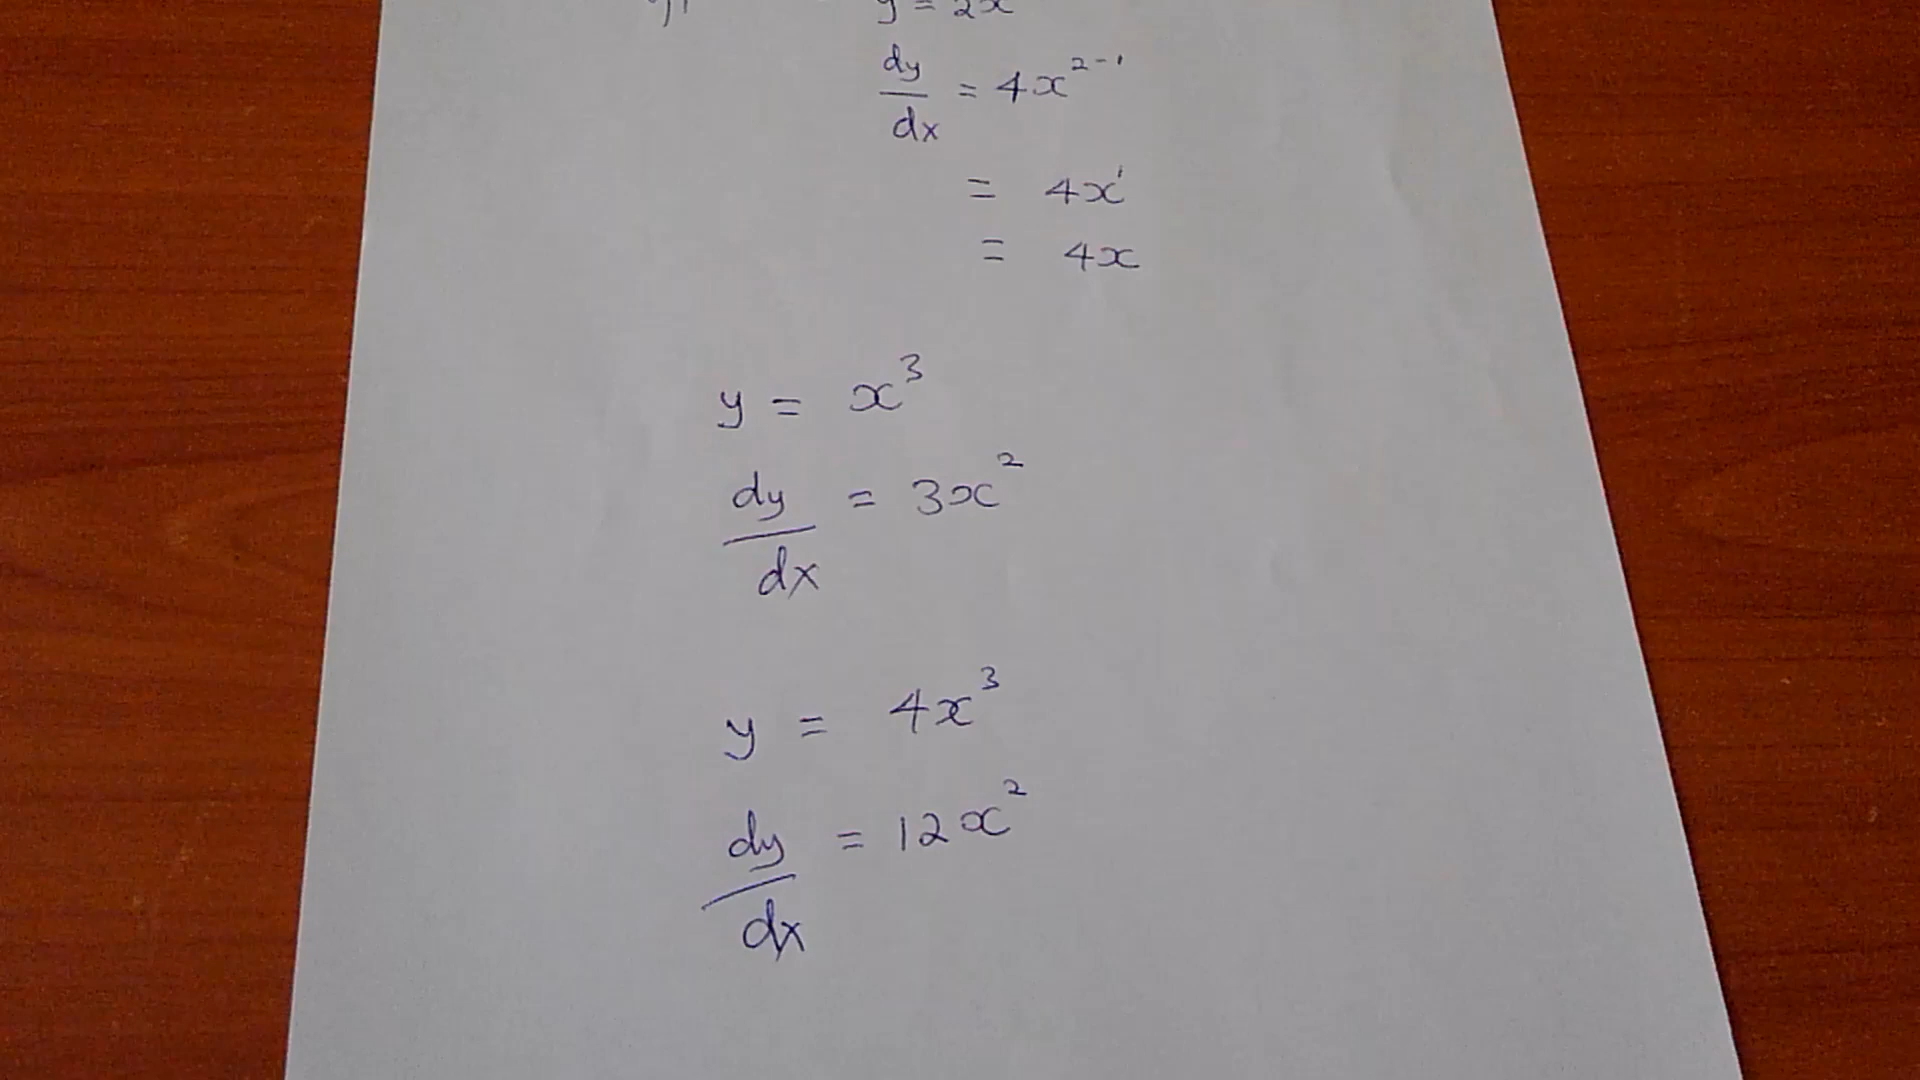 y = 2x
dy/dx = 4x^{2-1}
= 4x^1
= 4x
y = x^3
dy/dx = 3x^2
y = 4x^3
dy/dx = 12x^2